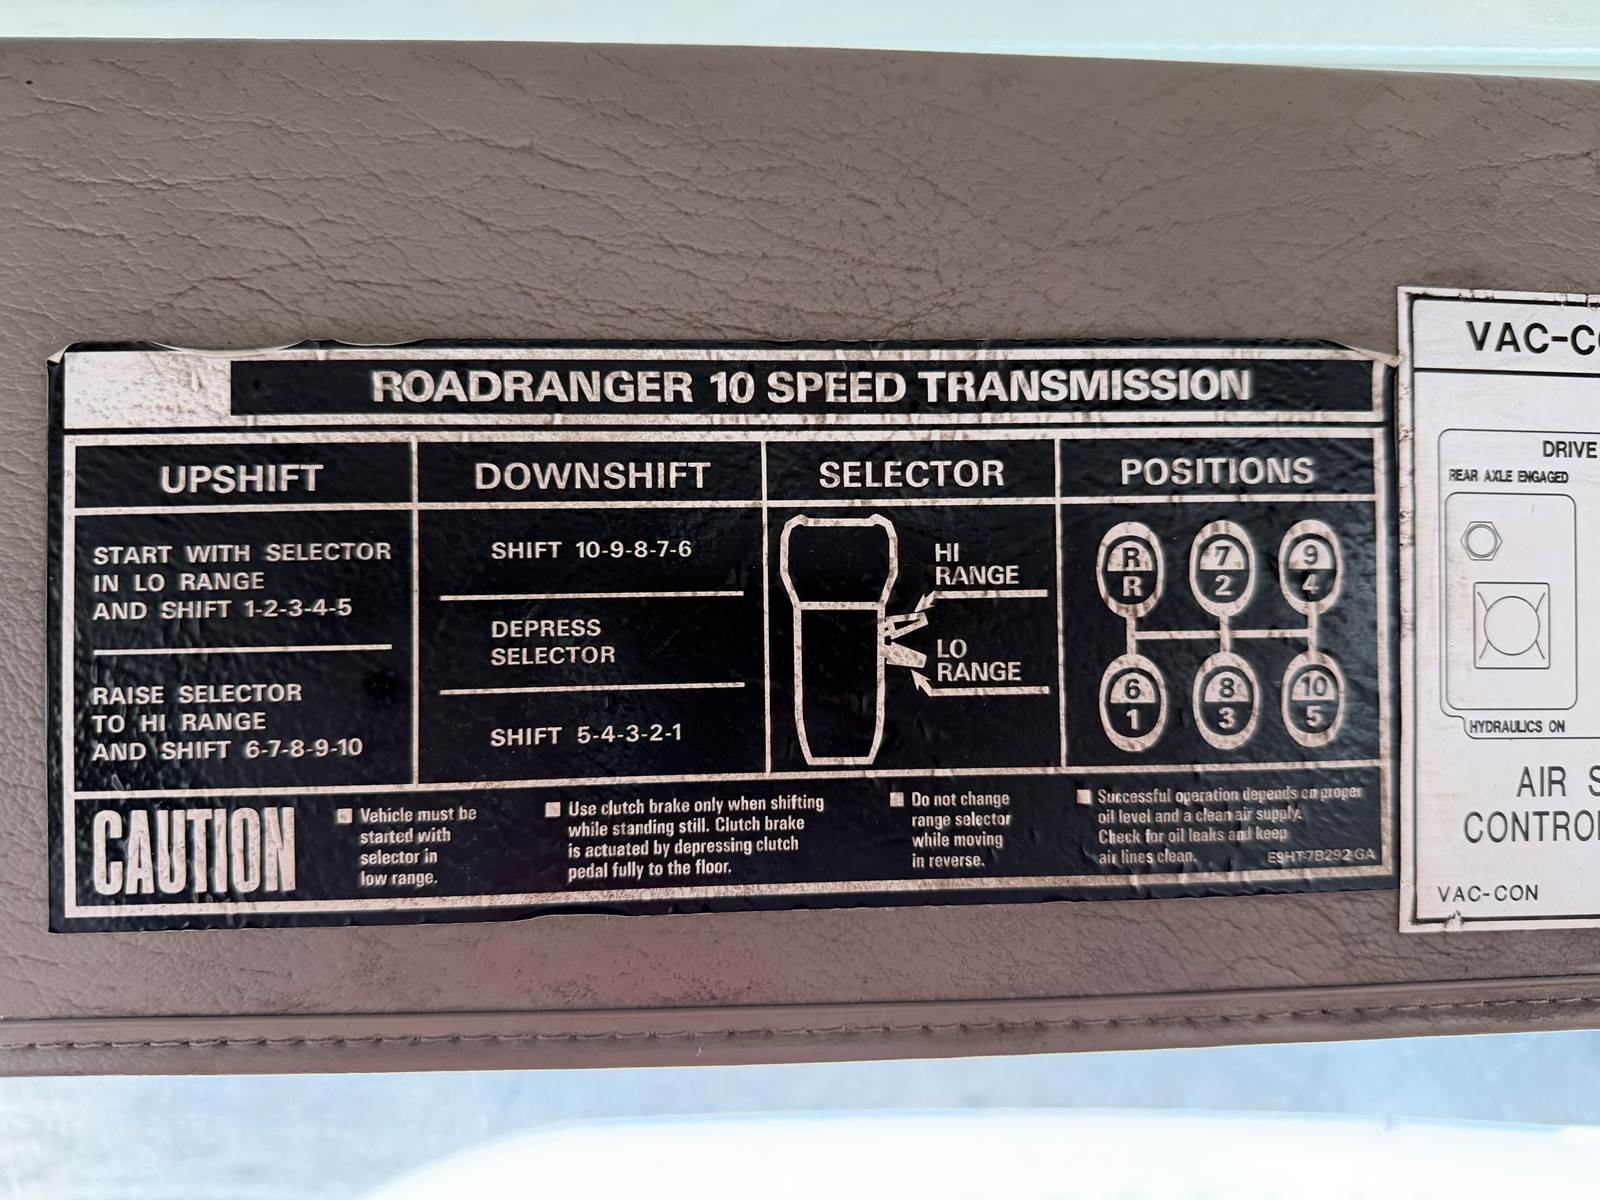 ROADRANGER 10 SPEED TRANSMISSION
UPSHIFT
START WITH SELECTOR
IN LO RANGE
AND SHIFT 1-2-3-4-5
RAISE SELECTOR
TO HI RANGE
AND SHIFT 6-7-8-9-10
DOWNSHIFT
SHIFT 10-9-8-7-6
DEPRESS
SELECTOR
SHIFT 5-4-3-2-1
SELECTOR
HI
RANGE
LO
RANGE
POSITIONS
R 7 9
R 2 4
6 8 10
1 3 5
CAUTION
Vehicle must be
started with
selector in
low range.
Use clutch brake only when shifting
while standing still. Clutch brake
is actuated by depressing clutch
pedal fully to the floor.
Do not change
range selector
while moving
in reverse.
Successful operation depends on proper
oil level and a clean air supply.
Check for oil leaks and keep
air lines clean.
E9HT-7B292-GA
VAC-CO
DRIVE
REAR AXLE ENGAGED
HYDRAULICS ON
AIR S
CONTROL
VAC-CON